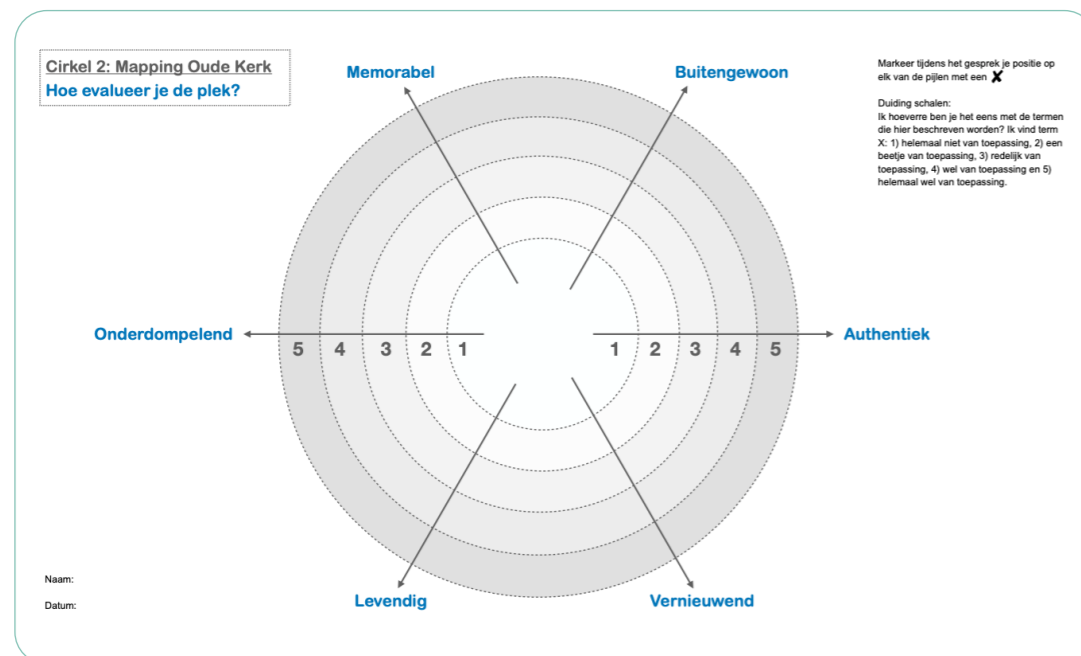 Cirkel 2: Mapping Oude Kerk
Hoe evalueer je de plek?
Memorabel
Buitengewoon
Markeer tijdens het gesprek je positie op
elk van de pijlen met een ✘
Duiding schalen:
Ik hoeverre ben je het eens met de termen
die hier beschreven worden? Ik vind term
X: 1) helemaal niet van toepassing, 2) een
beetje van toepassing, 3) redelijk van
toepassing, 4) wel van toepassing en 5)
helemaal wel van toepassing.
Onderdompelend
Authentiek
5 4 3 2 1 1 2 3 4 5
Naam:
Datum:
Levendig
Vernieuwend